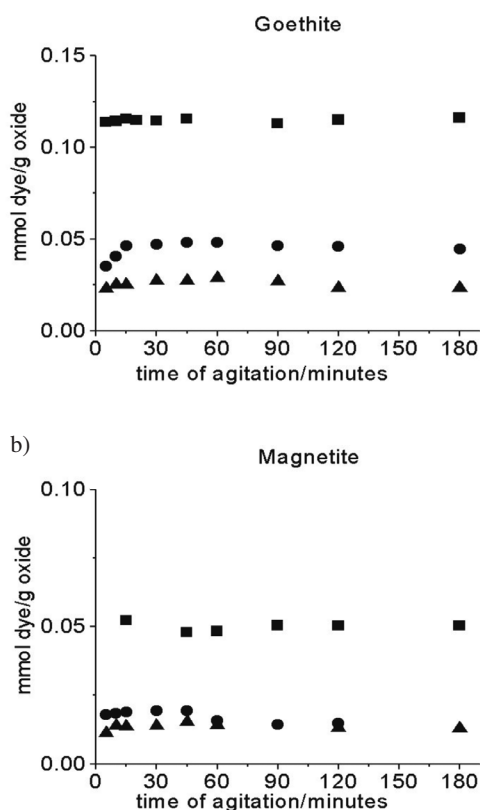 Goethite
0.15
0.10
0.05
0.00
mmol dye/g oxide
0 30 60 90 120 150 180
time of agitation/minutes
b)
Magnetite
0.10
0.05
0.00
mmol dye/g oxide
0 30 60 90 120 150 180
time of agitation/minutes